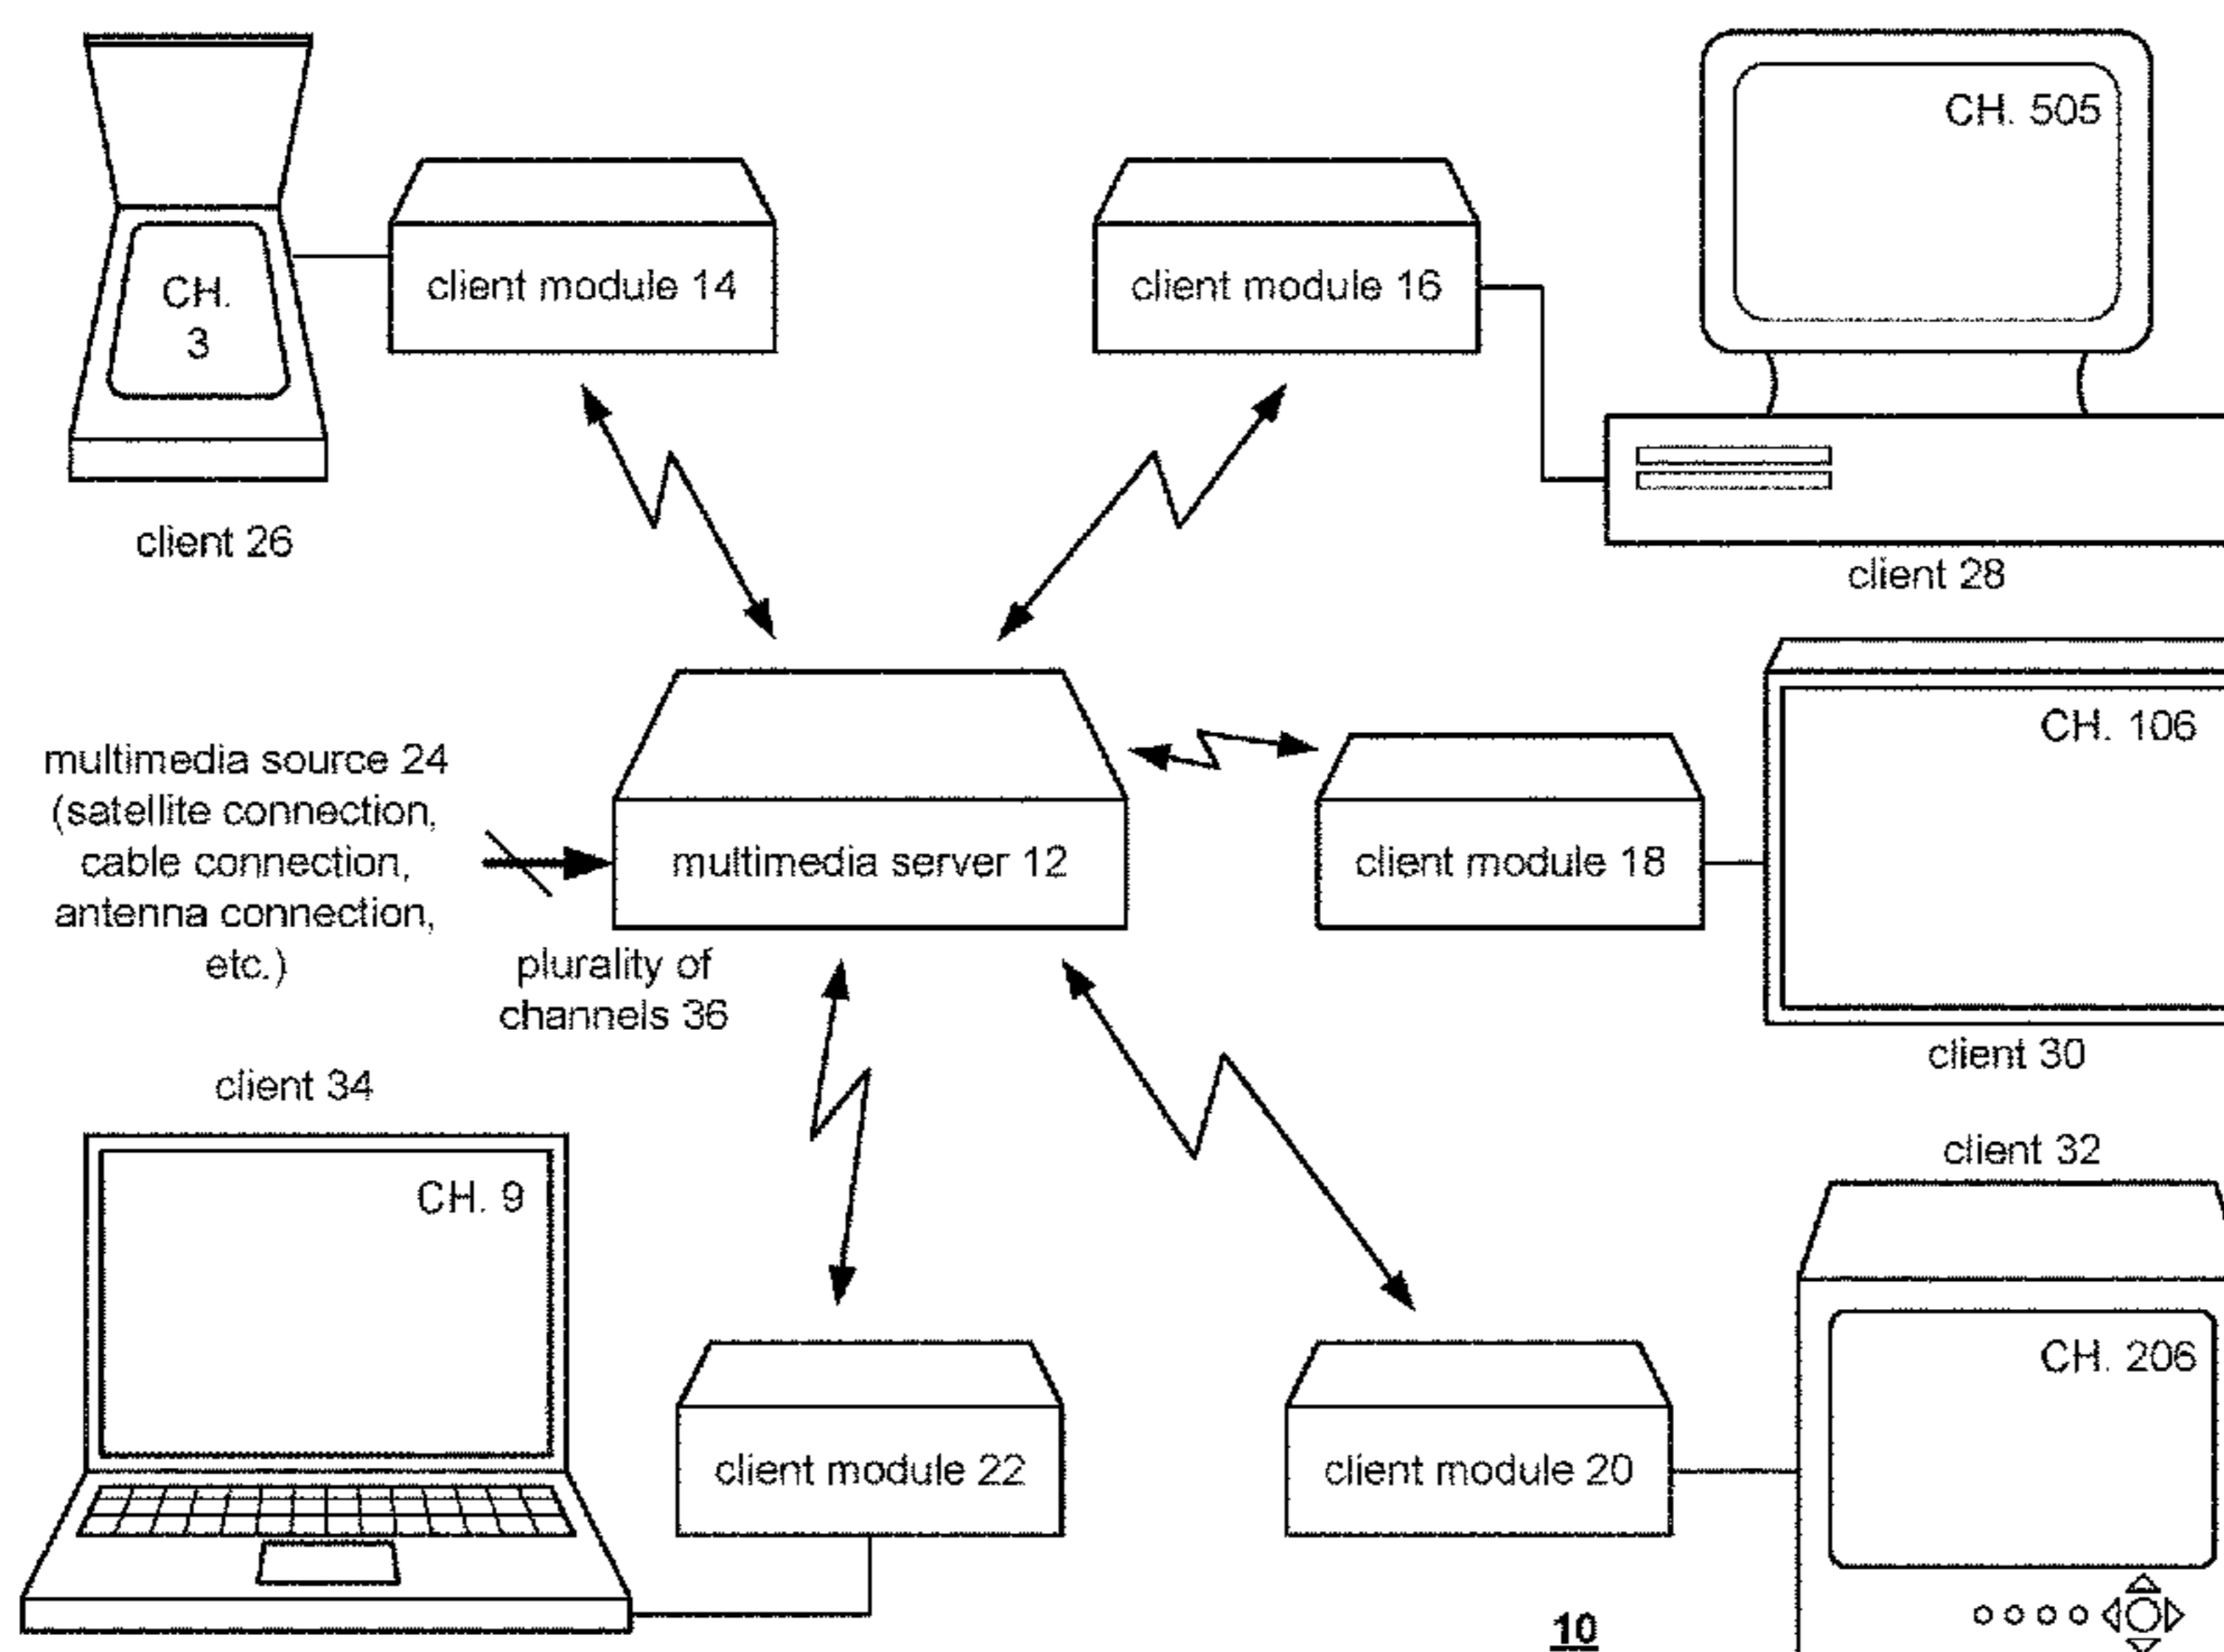 CH. 505
CH.
3
client module 14
client module 16
client 26
client 28
multimedia source 24
(satellite connection,
cable connection,
antenna connection,
etc.)
multimedia server 12
plurality of
channels 36
client module 18
CH. 106
client 30
client 34
CH. 9
client module 22
client module 20
client 32
CH. 206
10